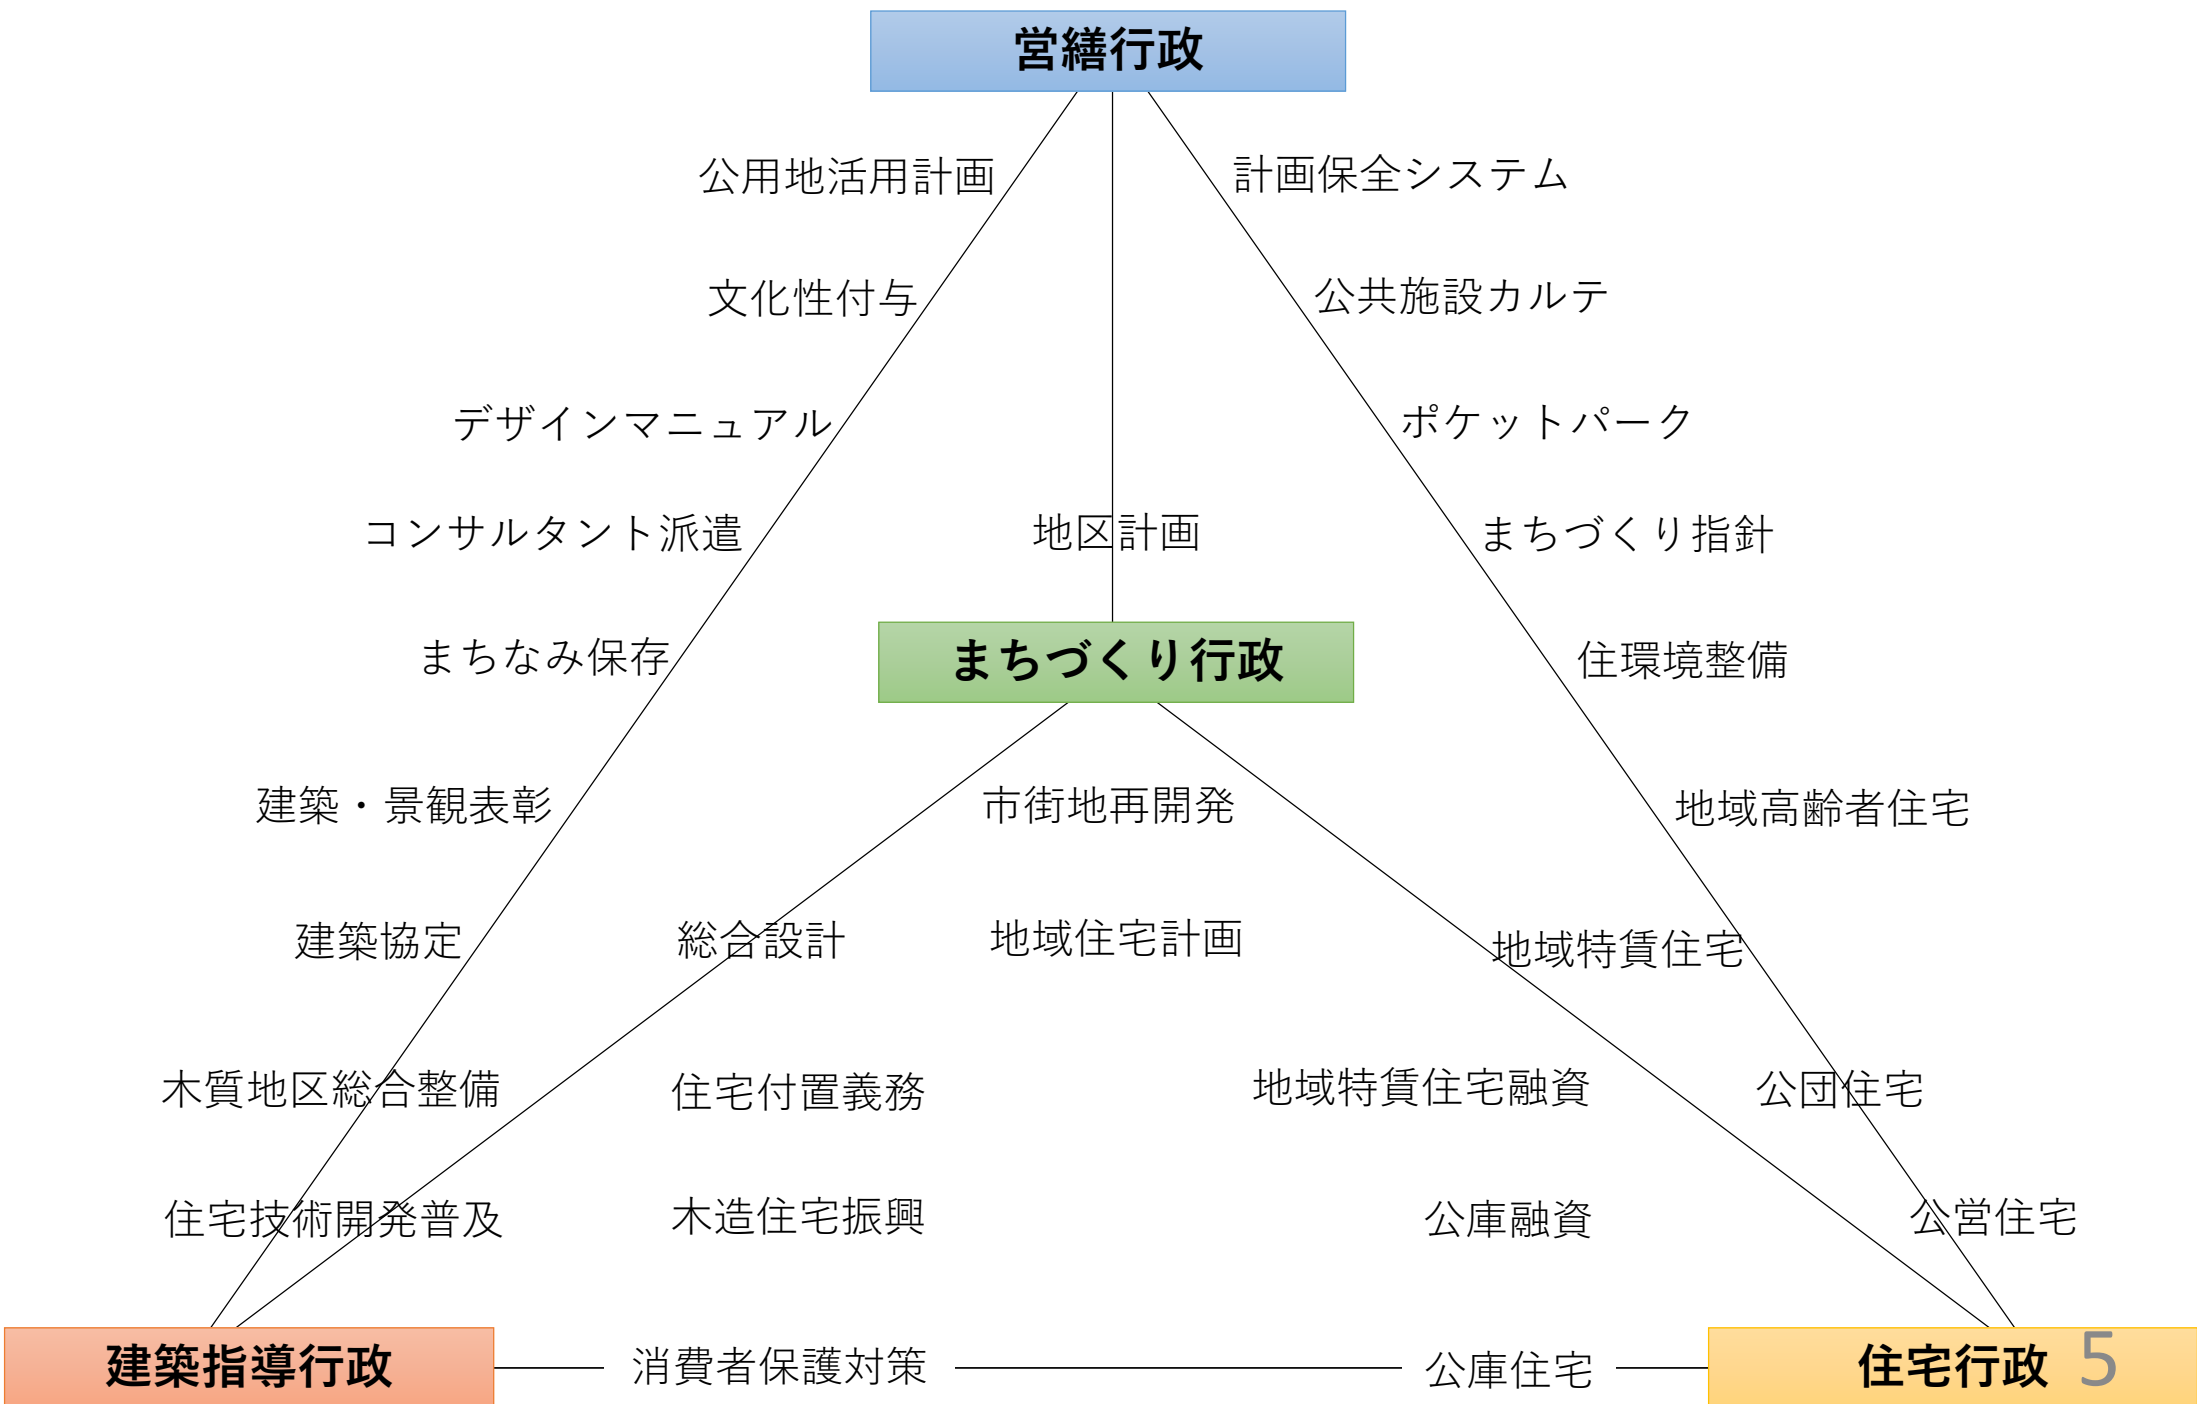 営繕行政
公用地活用計画
計画保全システム
文化性付与
公共施設カルテ
デザインマニュアル
ポケットパーク
コンサルタント派遣
地区計画
まちづくり指針
まちなみ保存
まちづくり行政
住環境整備
建築・景観表彰
市街地再開発
地域高齢者住宅
建築協定
総合設計
地域住宅計画
地域特賃住宅
木質地区総合整備
住宅付置義務
地域特賃住宅融資
公団住宅
住宅技術開発普及
木造住宅振興
公庫融資
公営住宅
建築指導行政
消費者保護対策
公庫住宅
住宅行政
5